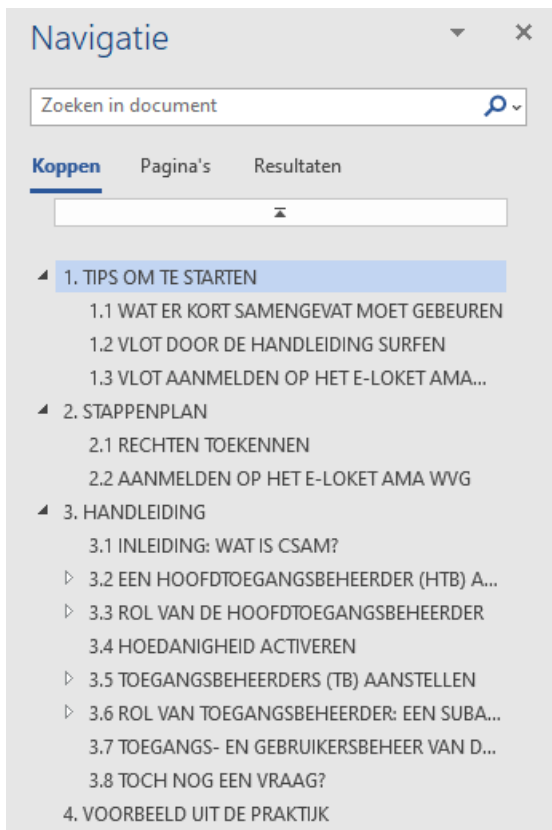 Navigatie
Zoeken in document
Koppen Pagina's Resultaten
1. TIPS OM TE STARTEN
1.1 WAT ER KORT SAMENGEVAT MOET GEBEUREN
1.2 VLOT DOOR DE HANDLEIDING SURFEN
1.3 VLOT AANMELDEN OP HET E-LOKET AMA...
2. STAPPENPLAN
2.1 RECHTEN TOEKENNEN
2.2 AANMELDEN OP HET E-LOKET AMA WVG
3. HANDLEIDING
3.1 INLEIDING: WAT IS CSAM?
3.2 EEN HOOFDTOEGANGSBEHEERDER (HTB) A...
3.3 ROL VAN DE HOOFDTOEGANGSBEHEERDER
3.4 HOEDANIGHEID ACTIVEREN
3.5 TOEGANGSBEHEERDERS (TB) AANSTELLEN
3.6 ROL VAN TOEGANGSBEHEERDER: EEN SUBA...
3.7 TOEGANGS- EN GEBRUIKERSBEHEER VAN D...
3.8 TOCH NOG EEN VRAAG?
4. VOORBEELD UIT DE PRAKTIJK